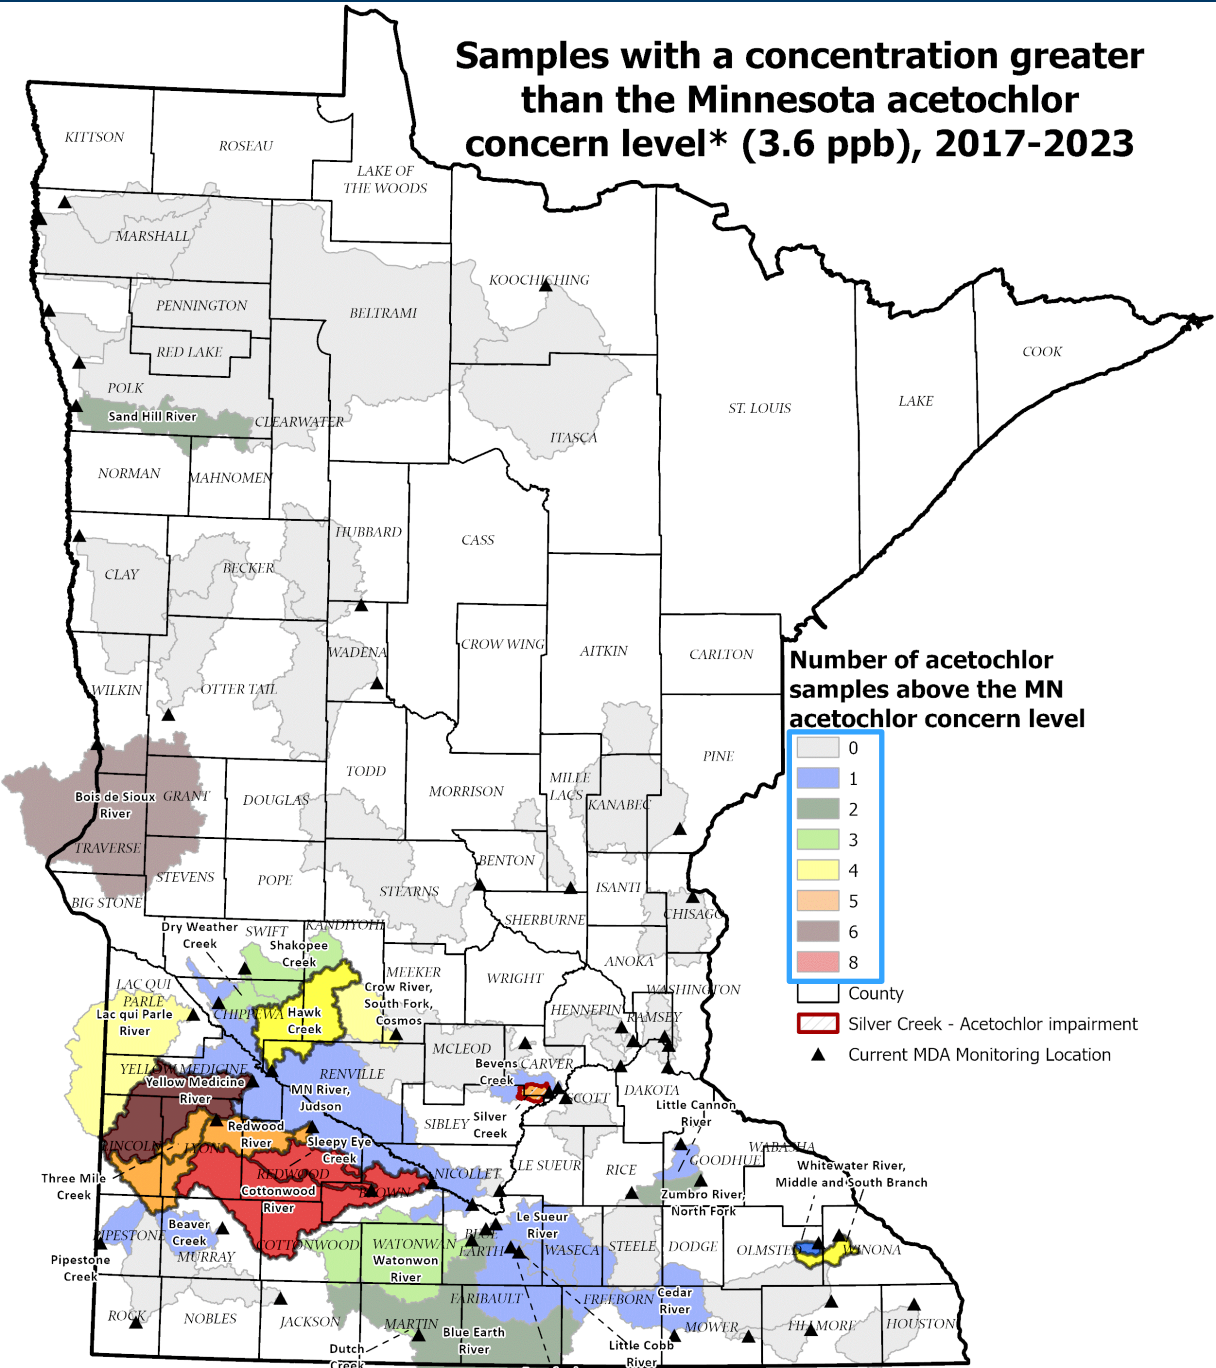 Samples with a concentration greater
than the Minnesota acetochlor
concern level* (3.6 ppb), 2017-2023
KITTSON
ROSEAU
LAKE OF
THE WOODS
MARSHALL
KOOCHICHING
PENNINGTON
BELTRAMI
RED LAKE
COOK
POLK
Sand Hill River
CLEARWATER
ST. LOUIS
LAKE
ITASCA
NORMAN
MAHNOMEN
HUBBARD
CASS
CLAY
BECKER
WADENA
CROW WING
AITKIN
CARLTON
WILKIN
OTTER TAIL
Number of acetochlor
samples above the MN
acetochlor concern level
0
1
2
3
4
5
6
8
County
Silver Creek - Acetochlor impairment
Current MDA Monitoring Location
PINE
TODD
MORRISON
MILLE
LACS
KANABEC
Bois de Sioux
River
GRANT
DOUGLAS
TRAVERSE
STEVENS
POPE
BENTON
ISANTI
STEARNS
BIG STONE
CHISAGO
SHERBURNE
Dry Weather
Creek
SWIFT
KANDIYOHI
Shakopee
Creek
ANOKA
MEEKER
WRIGHT
WASHINGTON
LAC QUI
PARLE
Lac qui Parle
River
CHIPPEWA
Hawk
Creek
Crow River,
South Fork,
Cosmos
HENNEPIN
RAMSEY
MCLEOD
CARVER
YELLOW MEDICINE
Yellow Medicine
River
RENVILLE
MN River,
Judson
Bevens
Creek
SCOTT
DAKOTA
Silver
Creek
SIBLEY
Little Cannon
River
LINCOLN
LYON
Redwood
River
Sleepy Eye
Creek
REDWOOD
Three Mile
Creek
Cottonwood
River
BROWN
NICOLLET
LE SUEUR
RICE
GOODHUE
WABASHA
Whitewater River,
Middle and South Branch
Zumbro River,
North Fork
PIPESTONE
Beaver
Creek
MURRAY
Pipestone
Creek
COTTONWOOD
WATONWAN
Watonwon
River
BLUE
EARTH
Le Sueur
River
WASECA
STEELE
DODGE
OLMSTED
WINONA
ROCK
NOBLES
JACKSON
MARTIN
FARIBAULT
FREEBORN
Cedar
River
MOWER
FILLMORE
HOUSTON
Dutch
Creek
Blue Earth
River
Little Cobb
River